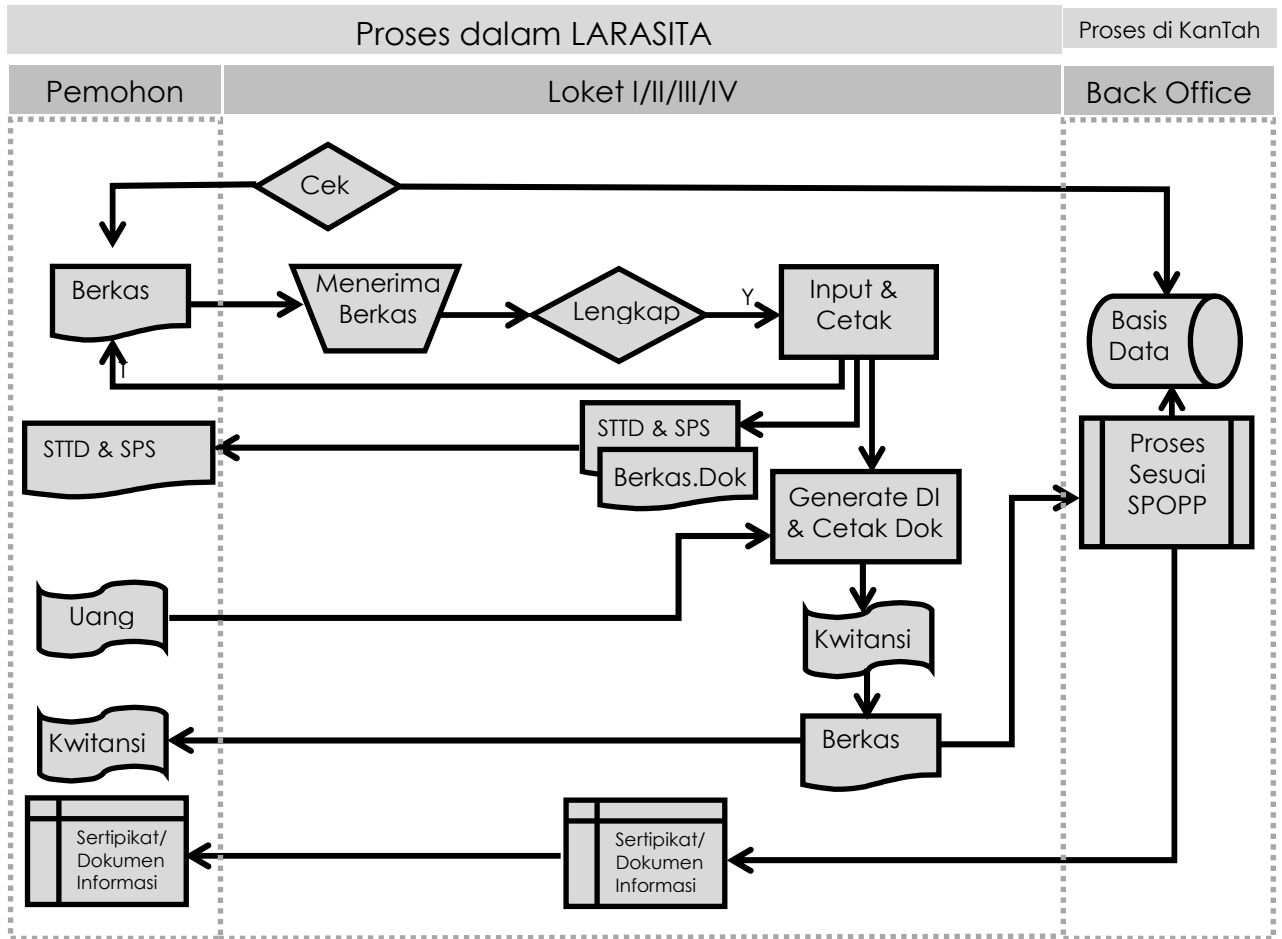 Proses dalam LARASITA
Proses di KanTah
Pemohon
Loket I/II/III/IV
Back Office
Cek
Berkas
Menerima
Berkas
Lengkap
Y
Input &
Cetak
Basis
Data
T
STTD & SPS
STTD & SPS
Berkas.Dok
Generate DI
& Cetak Dok
Proses
Sesuai
SPOPP
Uang
Kwitansi
Kwitansi
Berkas
Sertipikat/
Dokumen
Informasi
Sertipikat/
Dokumen
Informasi